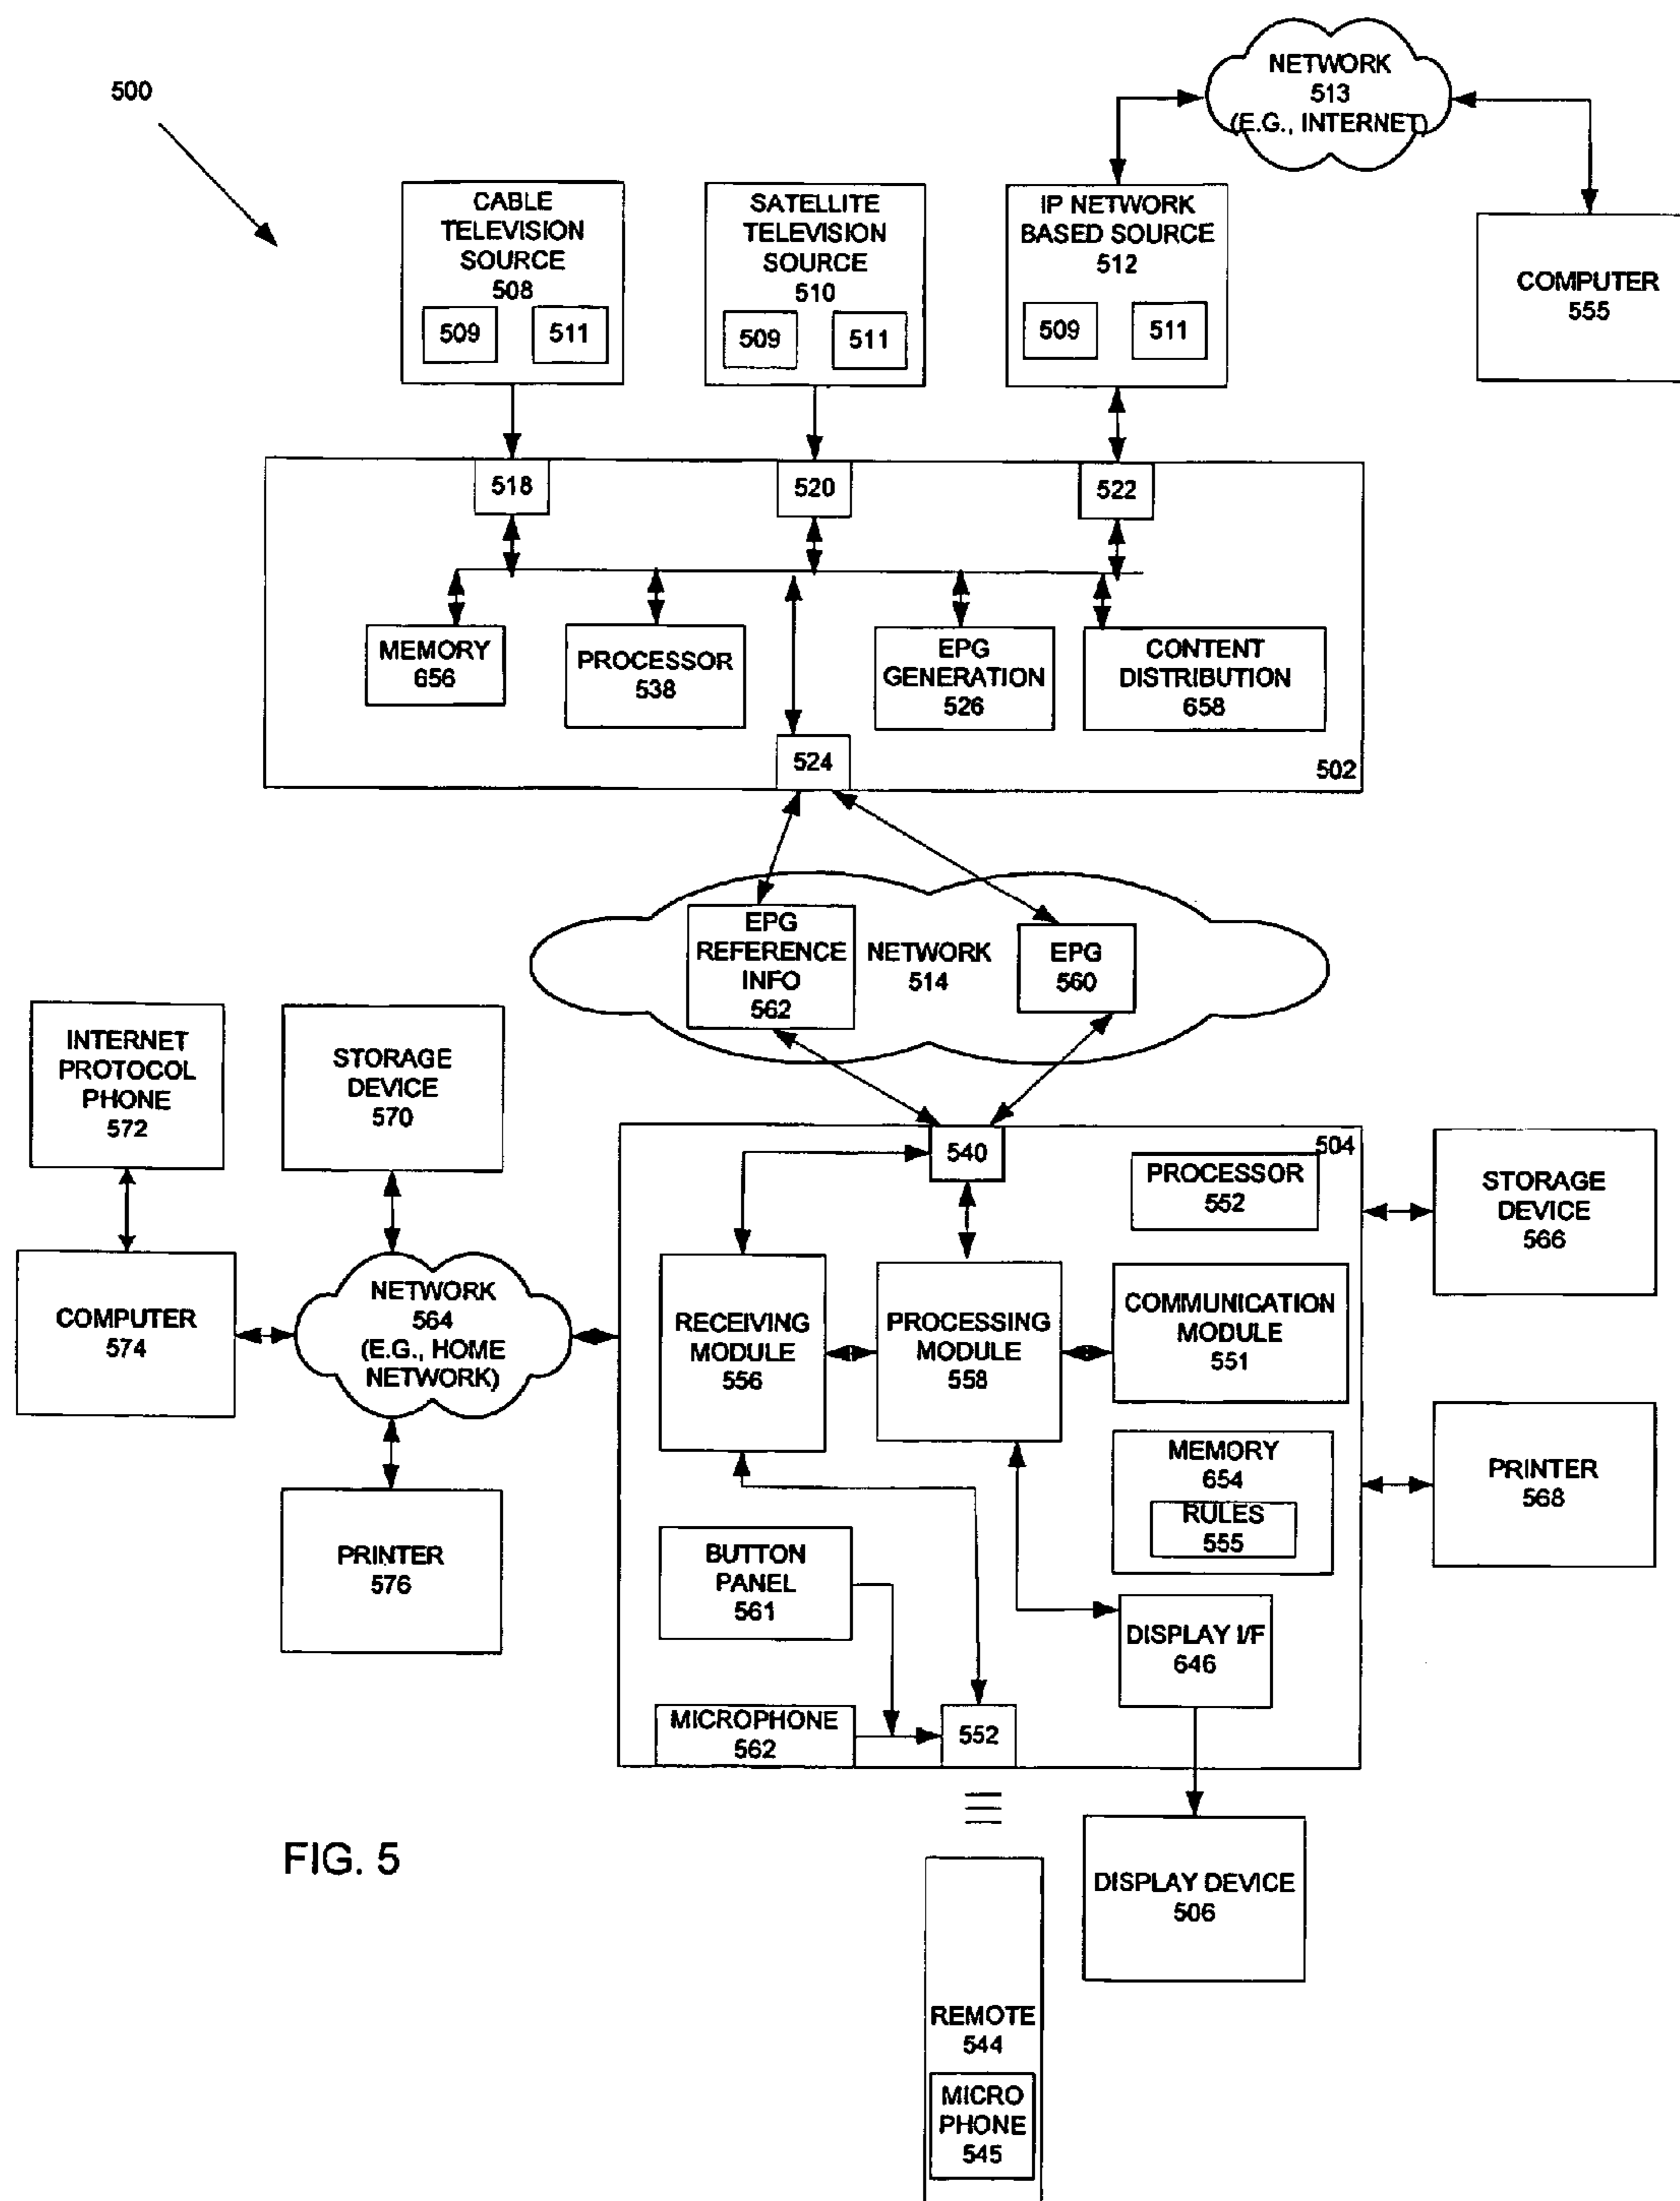 500
NETWORK
513
(E.G., INTERNET)
CABLE
TELEVISION
SOURCE
508
509
511
SATELLITE
TELEVISION
SOURCE
510
509
511
IP NETWORK
BASED SOURCE
512
509
511
COMPUTER
555
518
520
522
MEMORY
656
PROCESSOR
538
EPG
GENERATION
526
CONTENT
DISTRIBUTION
658
524
502
EPG
REFERENCE
INFO
562
NETWORK
514
EPG
560
INTERNET
PROTOCOL
PHONE
572
STORAGE
DEVICE
570
540
504
PROCESSOR
552
STORAGE
DEVICE
566
COMPUTER
574
NETWORK
564
(E.G., HOME
NETWORK)
RECEIVING
MODULE
556
PROCESSING
MODULE
558
COMMUNICATION
MODULE
551
MEMORY
654
RULES
555
PRINTER
568
PRINTER
576
BUTTON
PANEL
561
DISPLAY I/F
646
MICROPHONE
562
552
FIG. 5
DISPLAY DEVICE
506
REMOTE
544
MICRO
PHONE
545